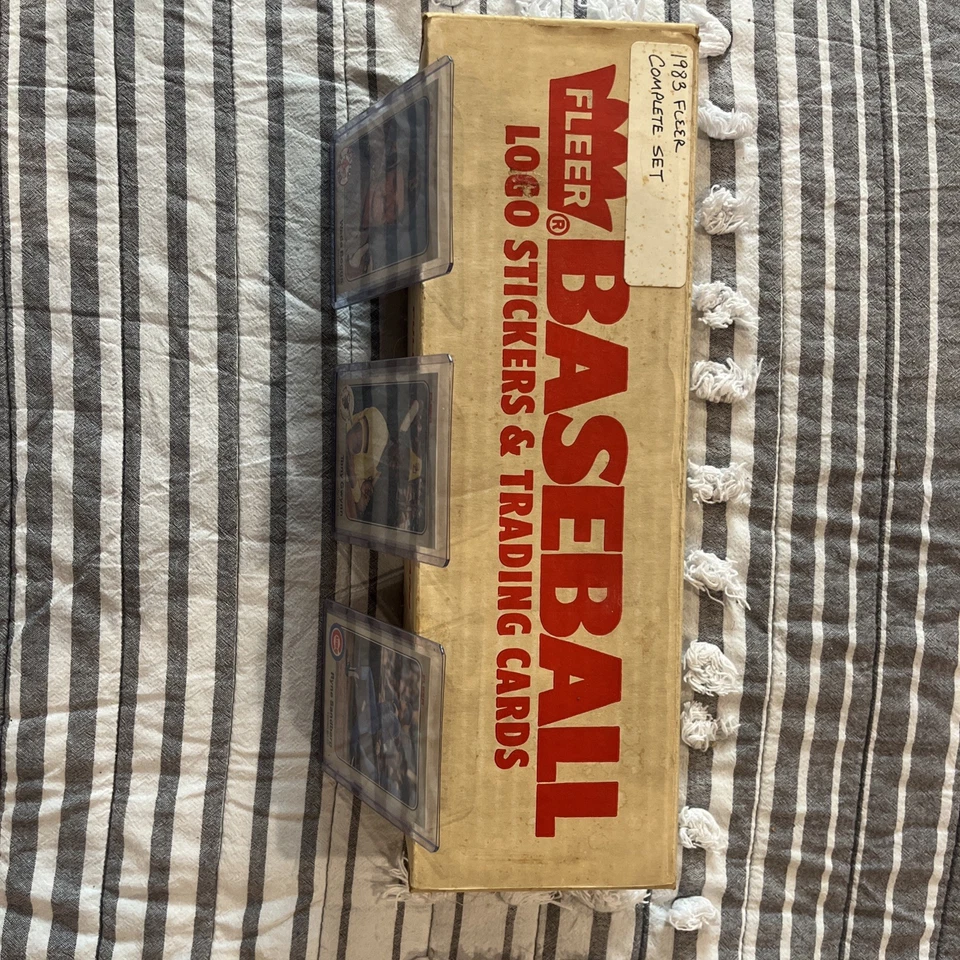 1983 FLEER
COMPLETE SET
FLEER®
BASEBALL
LOGO STICKERS & TRADING CARDS